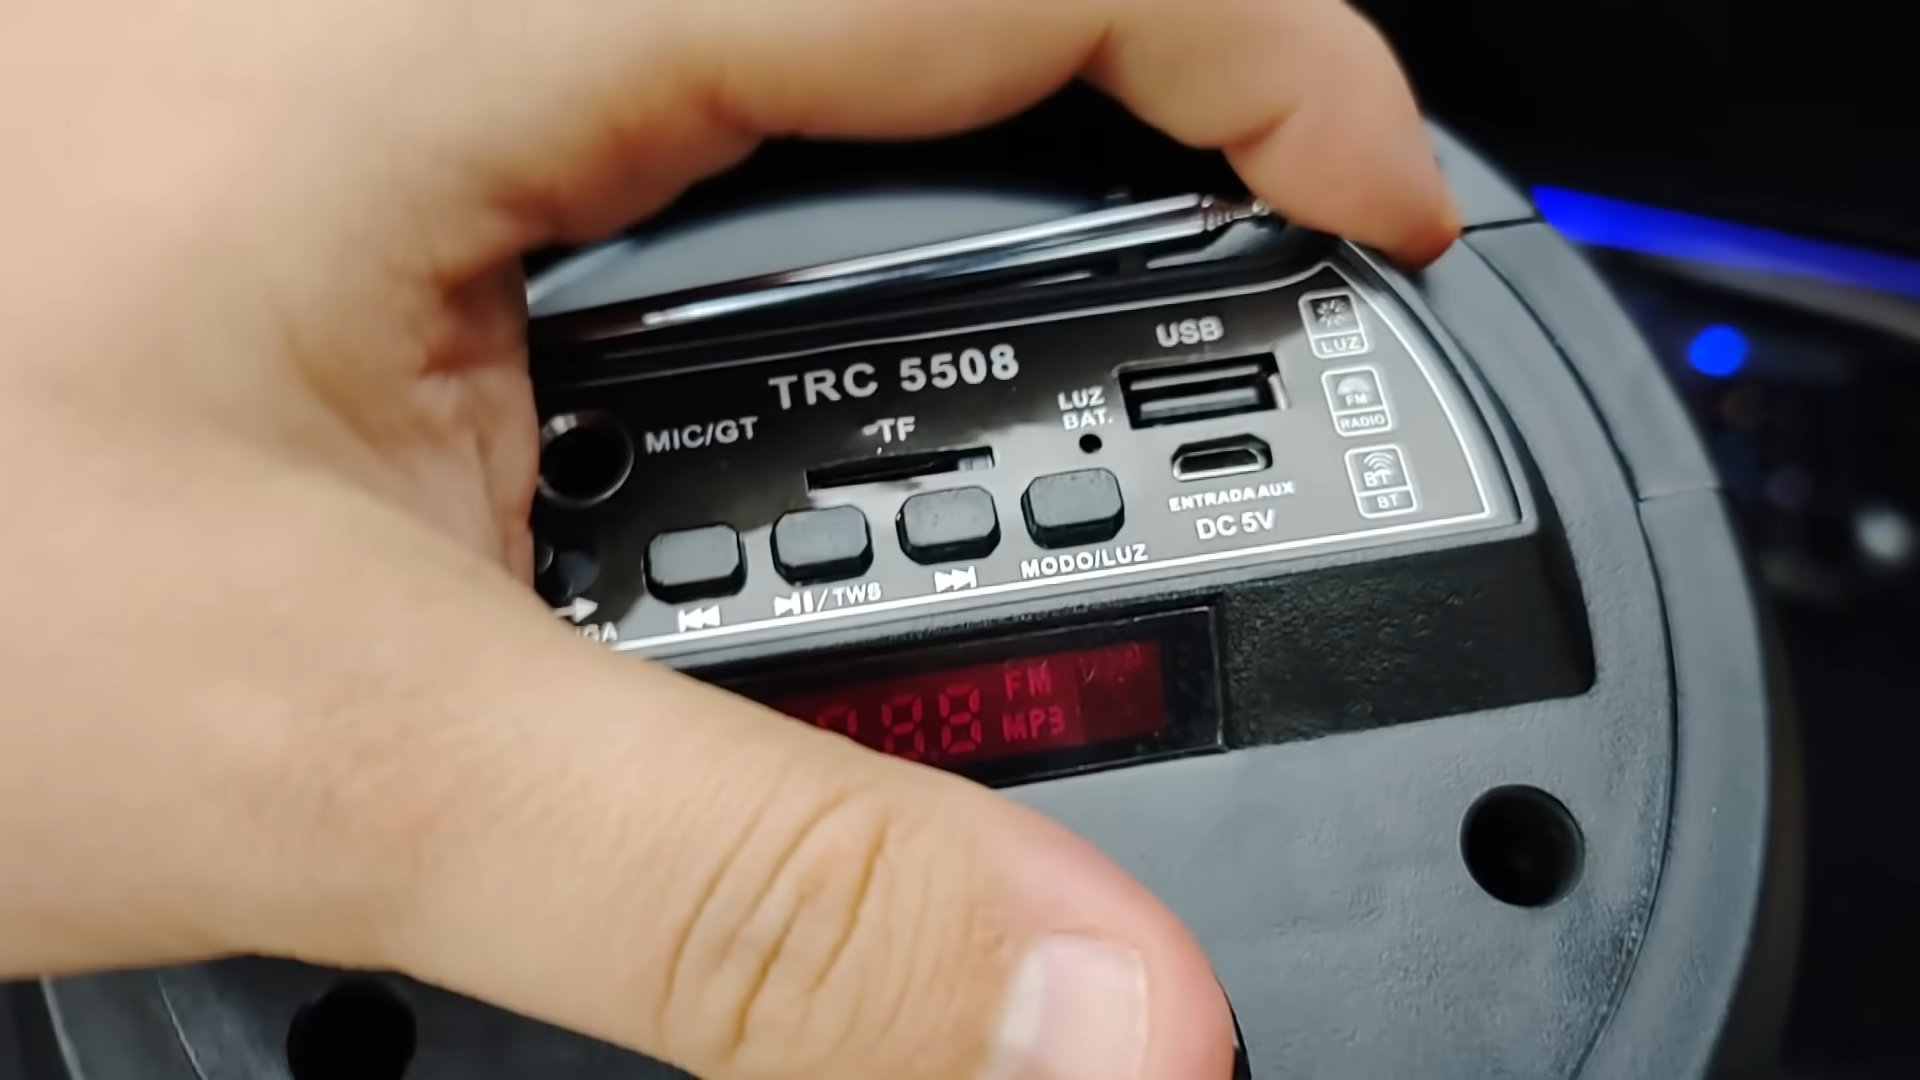 USB
TRC 5508
MIC/GT
TF
LUZ
BAT.
LUZ
FM
RADIO
BT
BT
ENTRADA AUX
DC 5V
/TWS
MODO/LUZ
FM
MP3